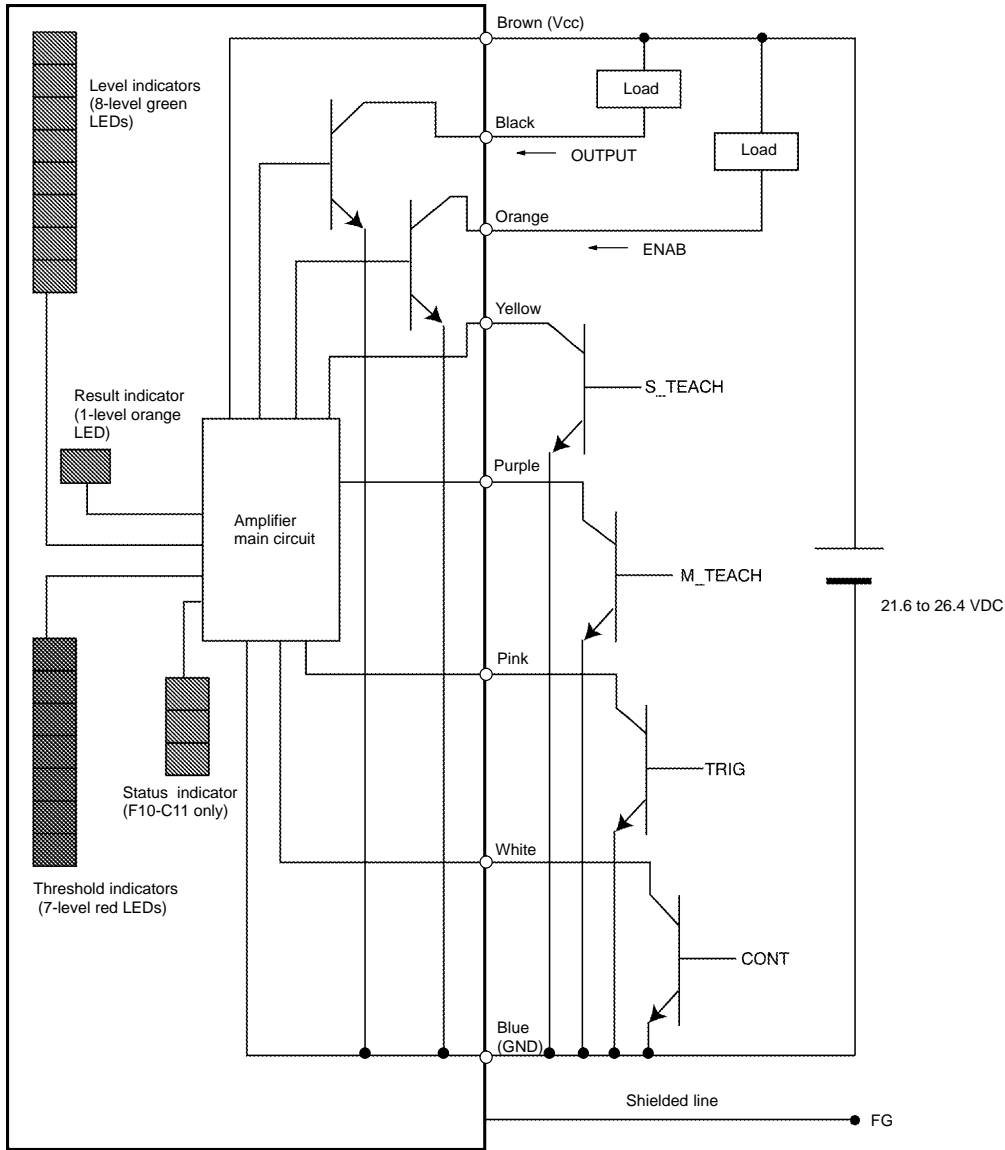 Brown (Vcc)
Level indicators
(8-level green
LEDs)
Load
Black
OUTPUT
Load
Orange
ENAB
Yellow
S_TEACH
Result indicator
(1-level orange
LED)
Purple
Amplifier
main circuit
M_TEACH
21.6 to 26.4 VDC
Pink
TRIG
Status indicator
(F10-C11 only)
White
Threshold indicators
(7-level red LEDs)
CONT
Blue
(GND)
Shielded line
FG